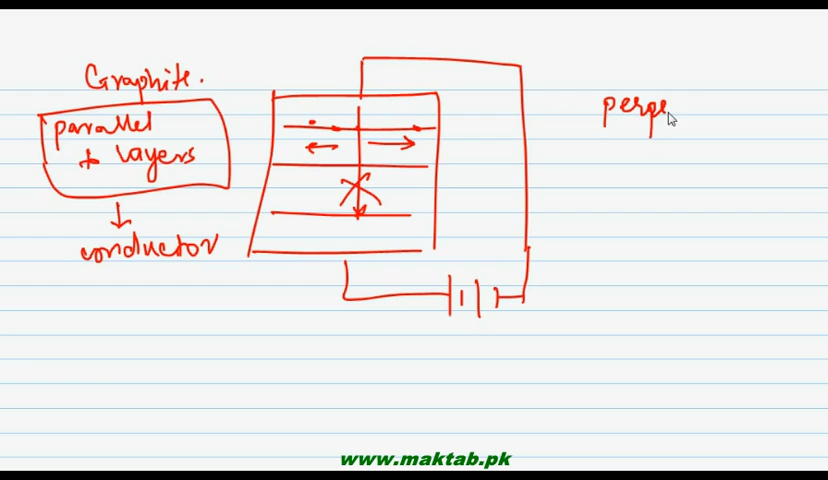 Graphite.
parallel
+ layers
conductor
perpe
www.maktab.pk